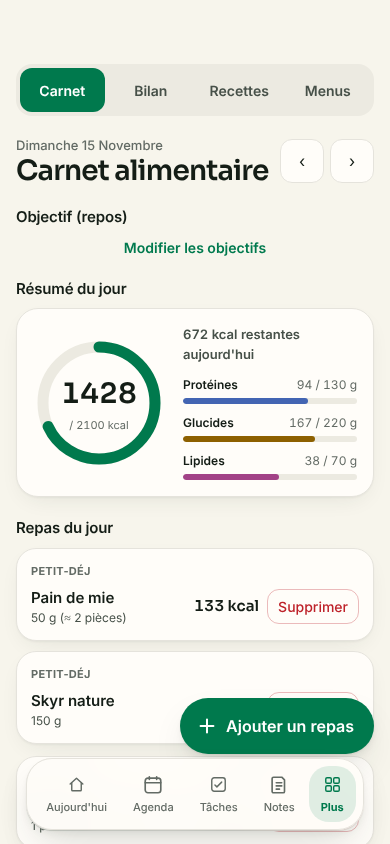 Carnet
Bilan
Recettes
Menus
Dimanche 15 Novembre
Carnet alimentaire
‹
›
Objectif (repos)
Modifier les objectifs
Résumé du jour
1428
/ 2100 kcal
672 kcal restantes
aujourd'hui
Protéines 94 / 130 g
Glucides 167 / 220 g
Lipides 38 / 70 g
Repas du jour
PETIT-DÉJ
Pain de mie
50 g (≈ 2 pièces)
133 kcal
Supprimer
PETIT-DÉJ
Skyr nature
150 g
Ajouter un repas
Aujourd'hui
Agenda
Tâches
Notes
Plus